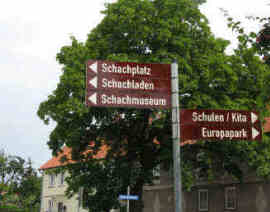 Schachplatz
Schachladen
Schachmuseum
Schulen / Kita
Europapark